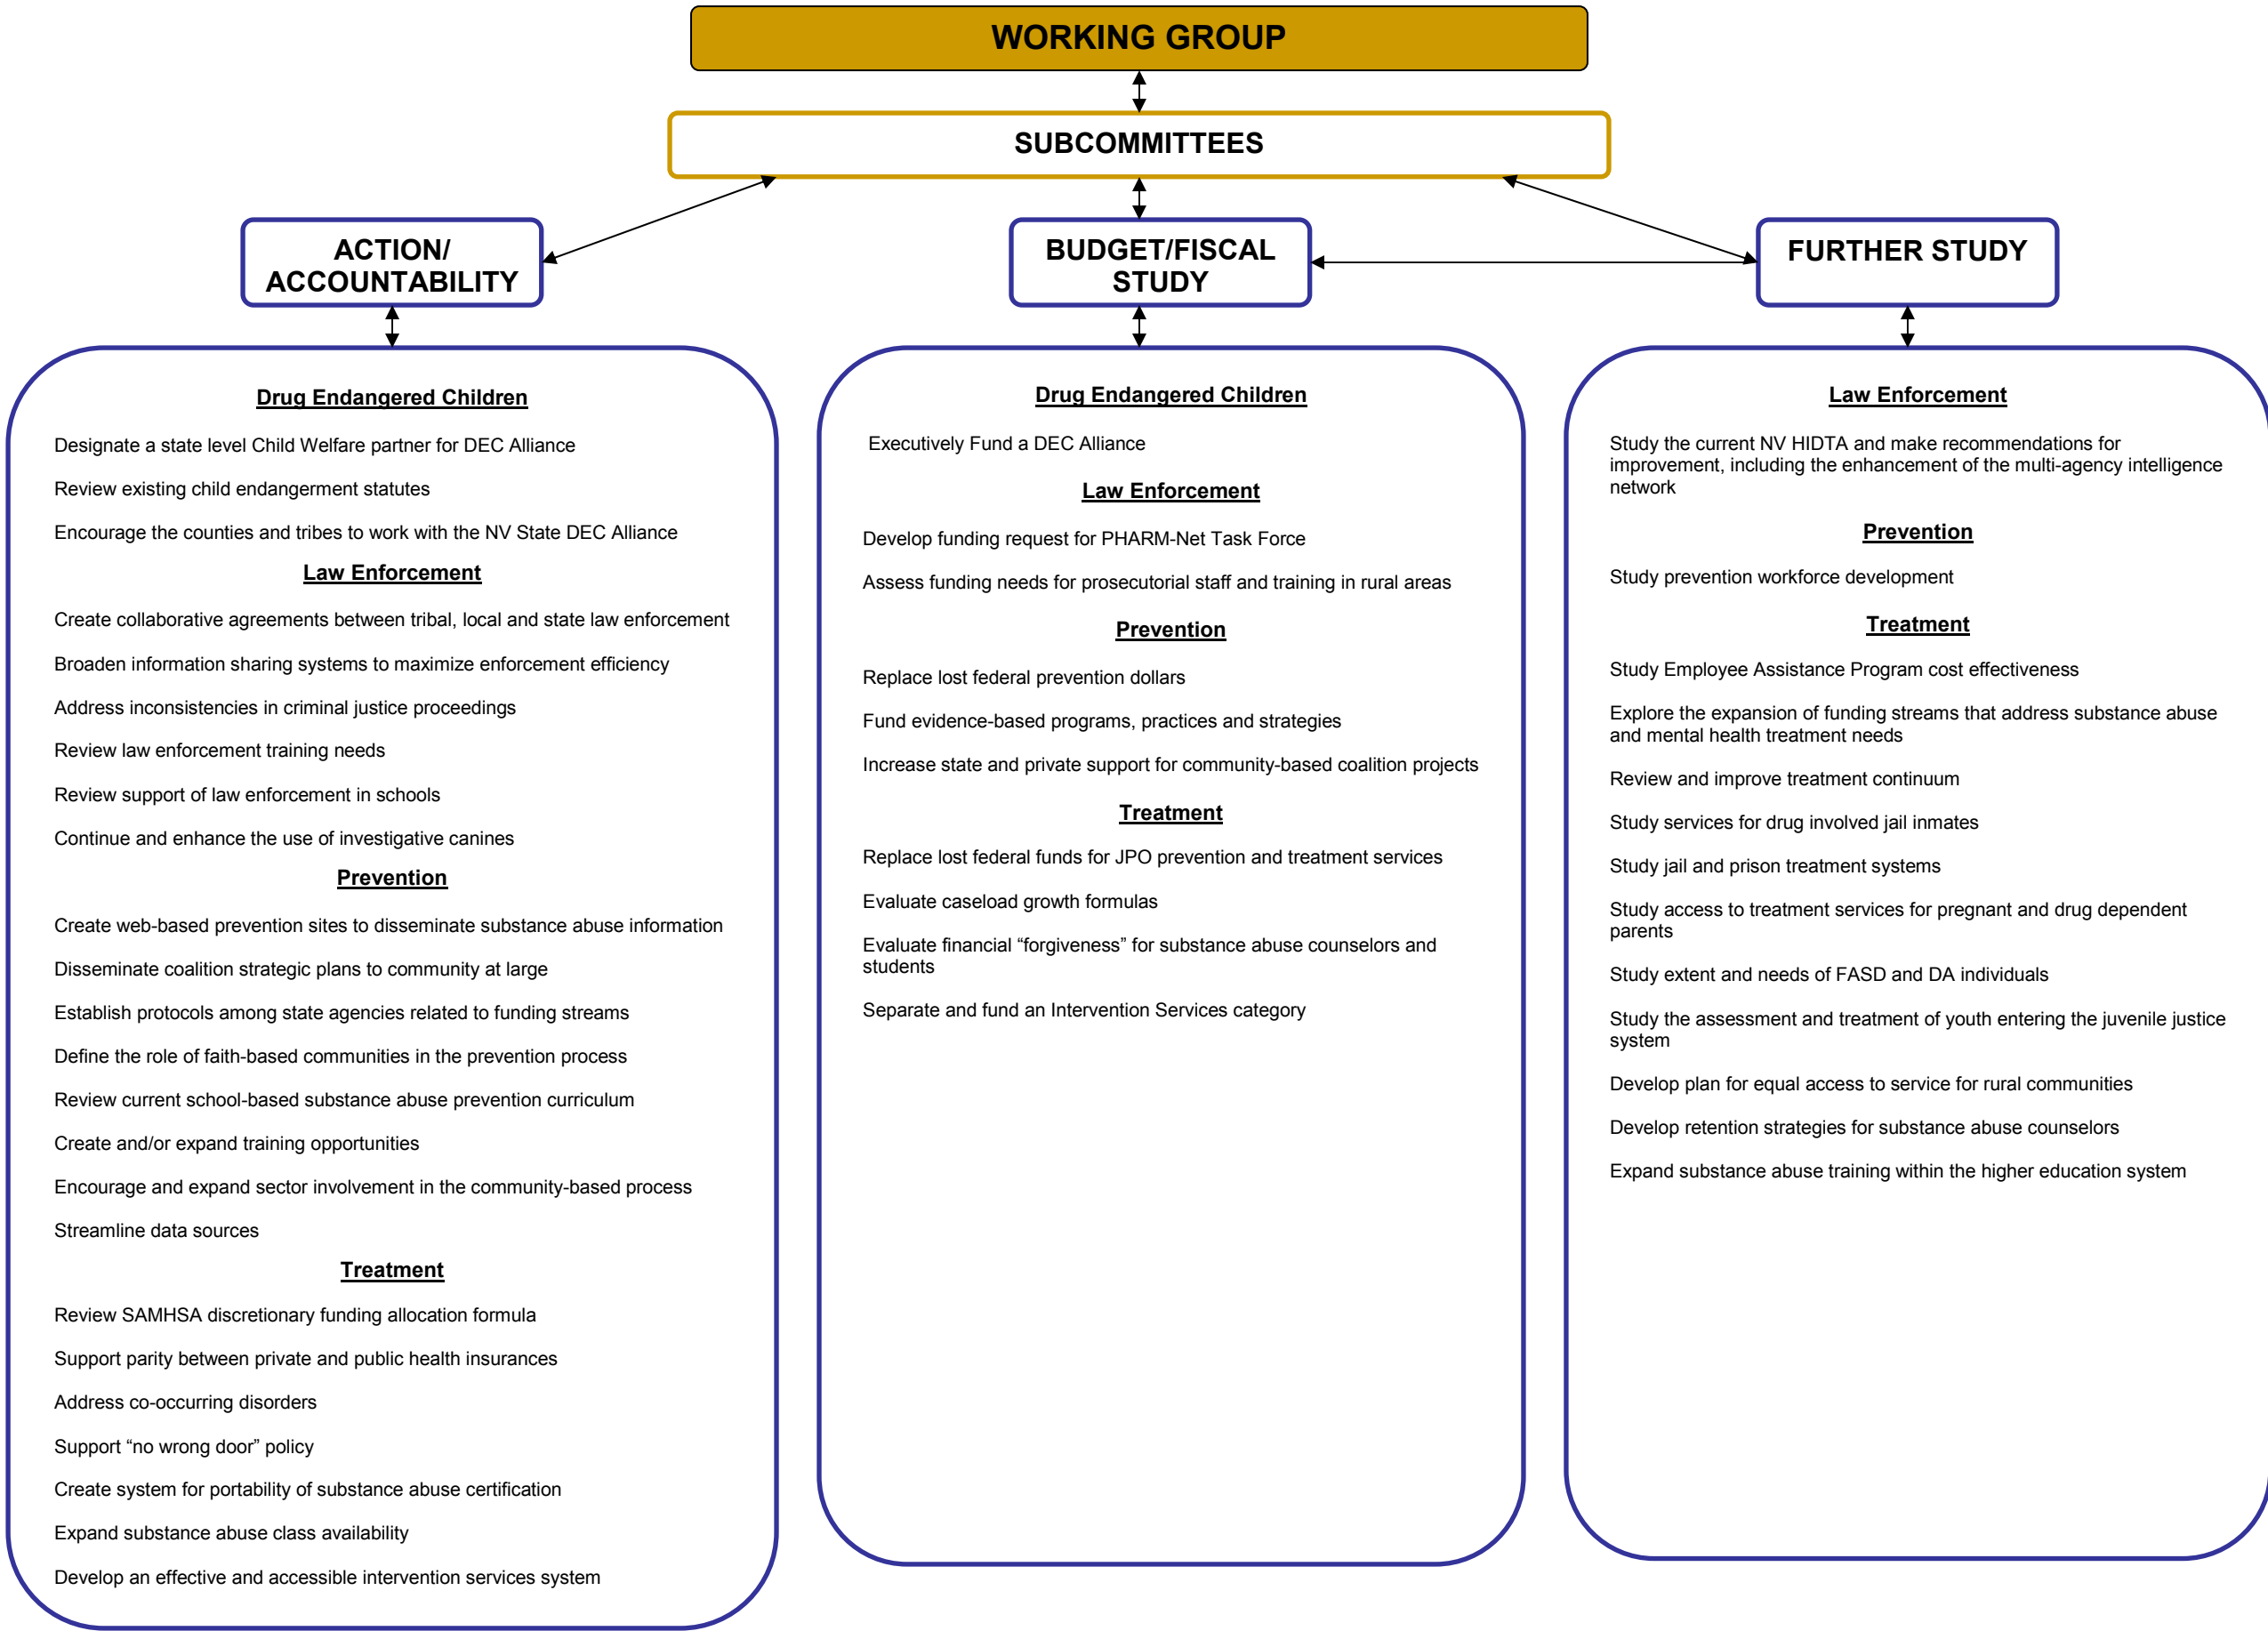 WORKING GROUP
SUBCOMMITTEES
ACTION/
ACCOUNTABILITY
BUDGET/FISCAL
STUDY
FURTHER STUDY
Drug Endangered Children
Designate a state level Child Welfare partner for DEC Alliance
Review existing child endangerment statutes
Encourage the counties and tribes to work with the NV State DEC Alliance
Law Enforcement
Create collaborative agreements between tribal, local and state law enforcement
Broaden information sharing systems to maximize enforcement efficiency
Address inconsistencies in criminal justice proceedings
Review law enforcement training needs
Review support of law enforcement in schools
Continue and enhance the use of investigative canines
Prevention
Create web-based prevention sites to disseminate substance abuse information
Disseminate coalition strategic plans to community at large
Establish protocols among state agencies related to funding streams
Define the role of faith-based communities in the prevention process
Review current school-based substance abuse prevention curriculum
Create and/or expand training opportunities
Encourage and expand sector involvement in the community-based process
Streamline data sources
Treatment
Review SAMHSA discretionary funding allocation formula
Support parity between private and public health insurances
Address co-occurring disorders
Support “no wrong door” policy
Create system for portability of substance abuse certification
Expand substance abuse class availability
Develop an effective and accessible intervention services system
Drug Endangered Children
Executively Fund a DEC Alliance
Law Enforcement
Develop funding request for PHARM-Net Task Force
Assess funding needs for prosecutorial staff and training in rural areas
Prevention
Replace lost federal prevention dollars
Fund evidence-based programs, practices and strategies
Increase state and private support for community-based coalition projects
Treatment
Replace lost federal funds for JPO prevention and treatment services
Evaluate caseload growth formulas
Evaluate financial “forgiveness” for substance abuse counselors and
students
Separate and fund an Intervention Services category
Law Enforcement
Study the current NV HIDTA and make recommendations for
improvement, including the enhancement of the multi-agency intelligence
network
Prevention
Study prevention workforce development
Treatment
Study Employee Assistance Program cost effectiveness
Explore the expansion of funding streams that address substance abuse
and mental health treatment needs
Review and improve treatment continuum
Study services for drug involved jail inmates
Study jail and prison treatment systems
Study access to treatment services for pregnant and drug dependent
parents
Study extent and needs of FASD and DA individuals
Study the assessment and treatment of youth entering the juvenile justice
system
Develop plan for equal access to service for rural communities
Develop retention strategies for substance abuse counselors
Expand substance abuse training within the higher education system